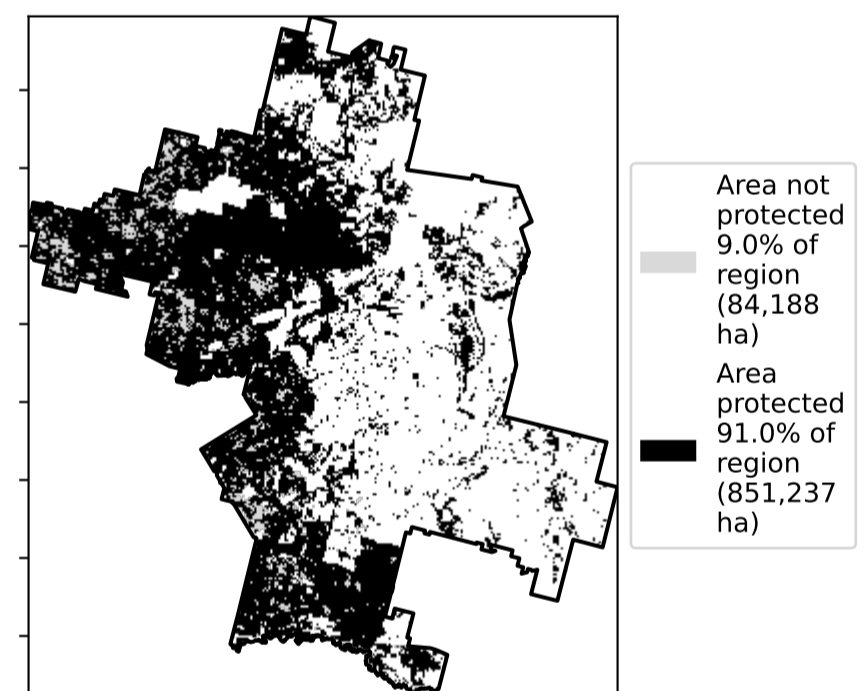 Area not
protected
9.0% of
region
(84,188
ha)
Area
protected
91.0% of
region
(851,237
ha)